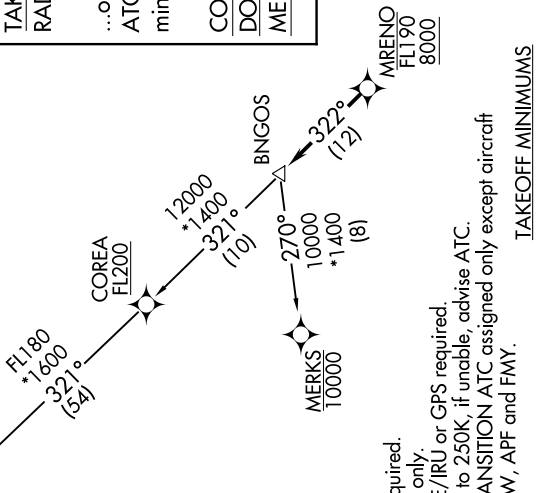 TAK
RAD
...o
ATC
min
CO
DO
ME
MRENO
FL190
8000
322°
(12)
BNGOS
12000
*1400
321°
(10)
270°
10000
*1400
(8)
COREA
FL200
MERKS
10000
FL180
*1600
321°
(54)
quired.
only.
E/IRU or GPS required.
to 250K, if unable, advise ATC.
ANSITION ATC assigned only except aircraft
W, APF and FMY.
TAKEOFF MINIMUMS